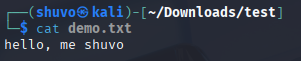 ┌──(shuvo㉿kali)-[~/Downloads/test]
└─$ cat demo.txt
hello, me shuvo